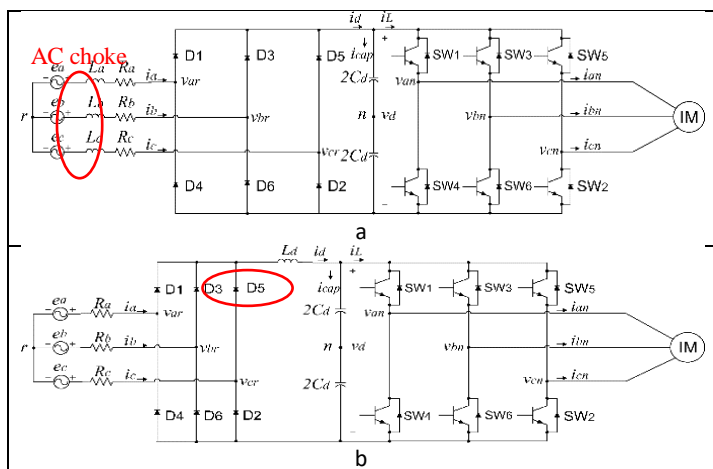 id iL
AC choke
D1 D3 D5
icap
SW1 SW3 SW5
ea La Ra ia
var
2Cd
van
ian
r
eb Lb Rb ib
vbr
n vd
vbn
ibn
IM
ec Lc Rc ic
vcr
2Cd
vcn
icn
D4 D6 D2
SW4 SW6 SW2
a
Ld id iL
D1 D3 D5
icap
SW1 SW3 SW5
ea Ra ia
var
2Cd
van
ian
r
eb Rb ib
vbr
n vd
vbn
ibn
IM
ec Rc ic
vcr
2Cd
vcn
icn
D4 D6 D2
SW4 SW6 SW2
b